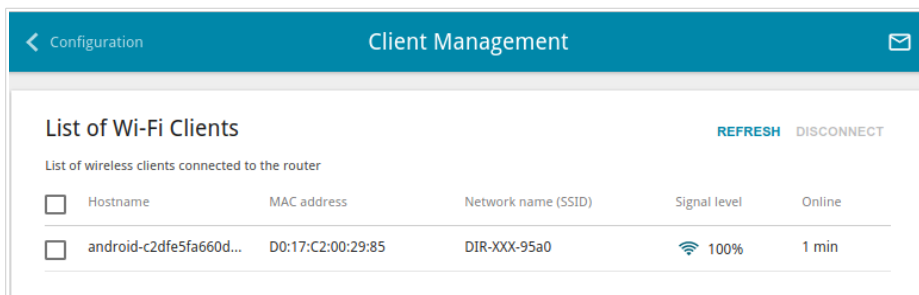 Configuration Client Management
List of Wi-Fi Clients REFRESH DISCONNECT
List of wireless clients connected to the router
Hostname MAC address Network name (SSID) Signal level Online
android-c2dfe5fa660d... D0:17:C2:00:29:85 DIR-XXX-95a0 100% 1 min